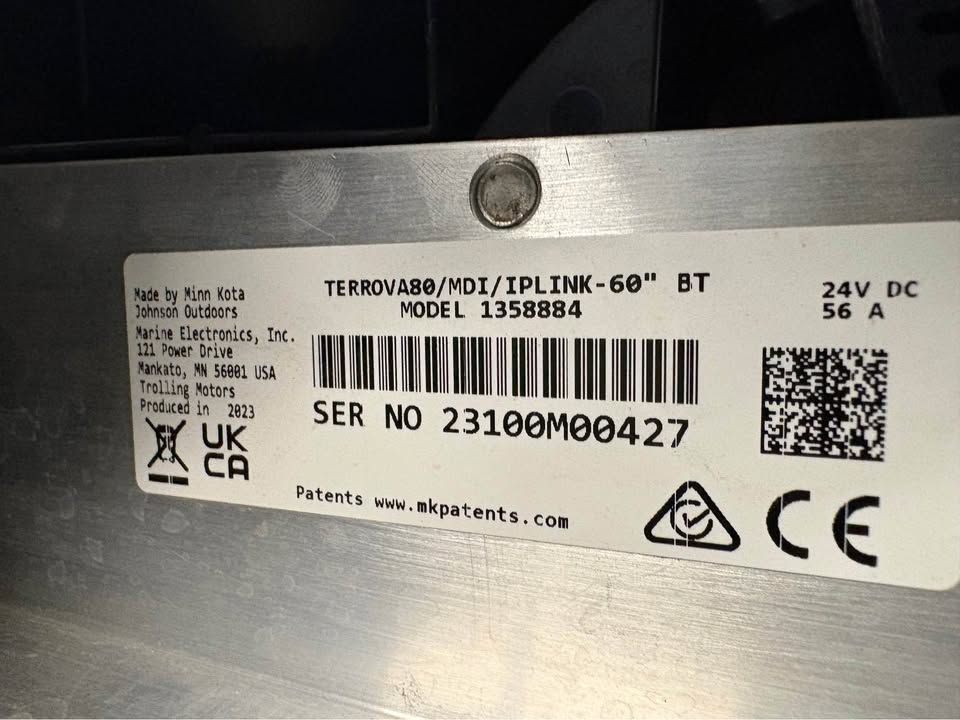 Made by Minn Kota
Johnson Outdoors
Marine Electronics, Inc.
121 Power Drive
Mankato, MN 56001 USA
Trolling Motors
Produced in 2023
UK
CA
TERROVA80/MDI/IPLINK-60" BT
MODEL 1358884
SER NO 23100M00427
Patents www.mkpatents.com
24V DC
56 A
CE